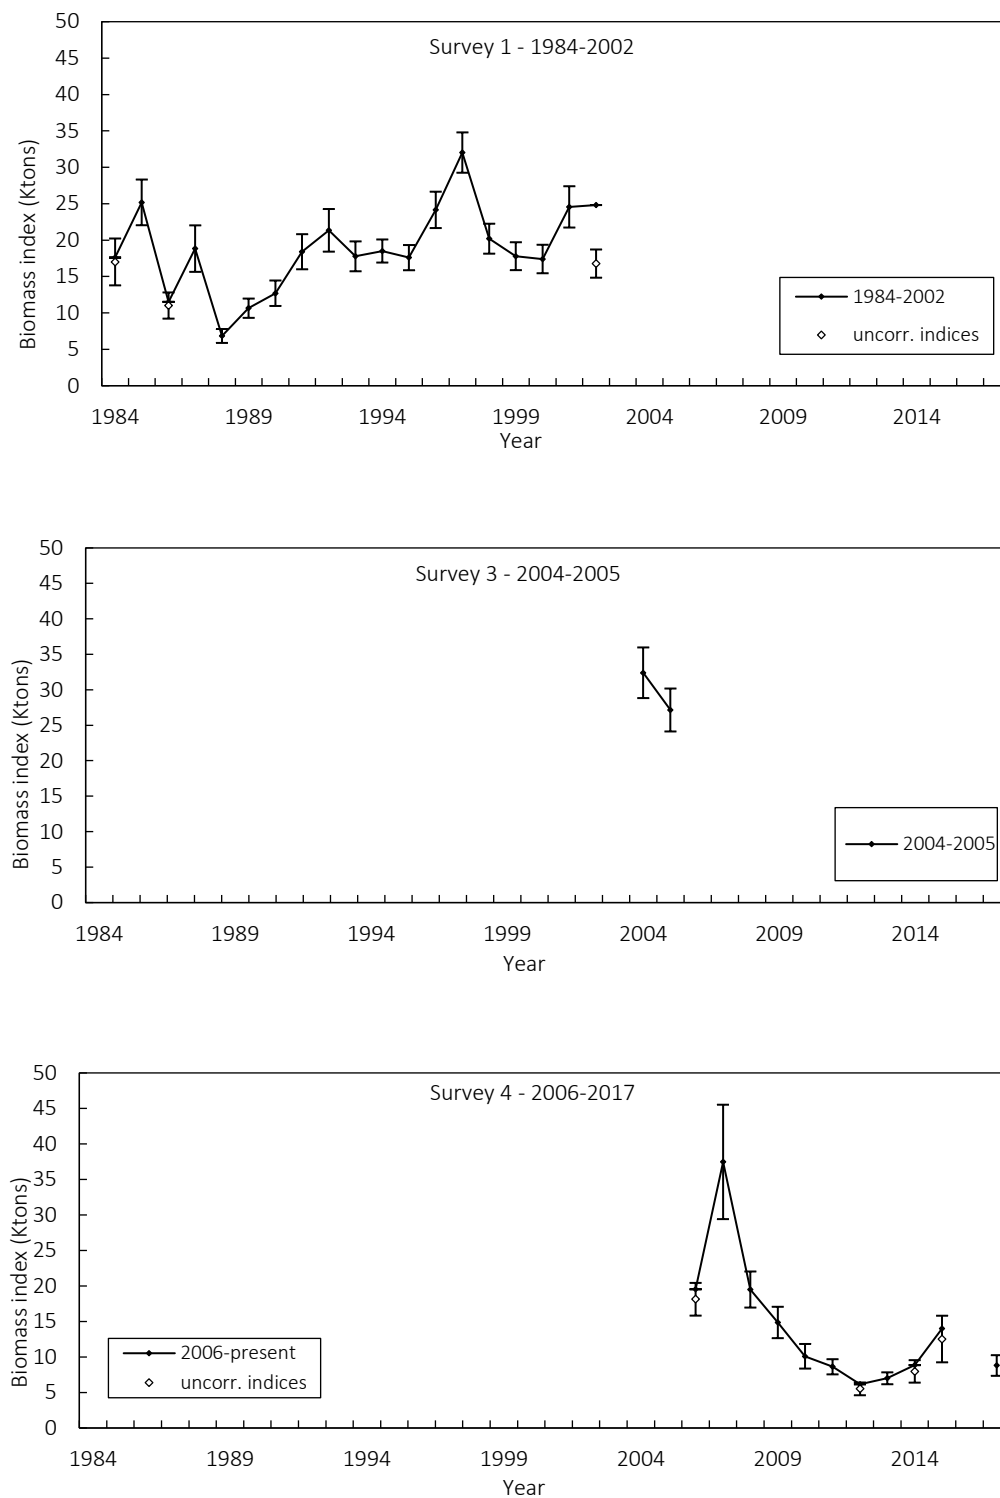 Survey 1 - 1984-2002
Biomass index (Ktons)
50
45
40
35
30
25
20
15
10
5
0
1984-2002
uncorr. indices
1984 1989 1994 1999 2004 2009 2014
Year
Survey 3 - 2004-2005
Biomass index (Ktons)
50
45
40
35
30
25
20
15
10
5
0
2004-2005
1984 1989 1994 1999 2004 2009 2014
Year
Survey 4 - 2006-2017
Biomass index (Ktons)
50
45
40
35
30
25
20
15
10
5
0
2006-present
uncorr. indices
1984 1989 1994 1999 2004 2009 2014
Year